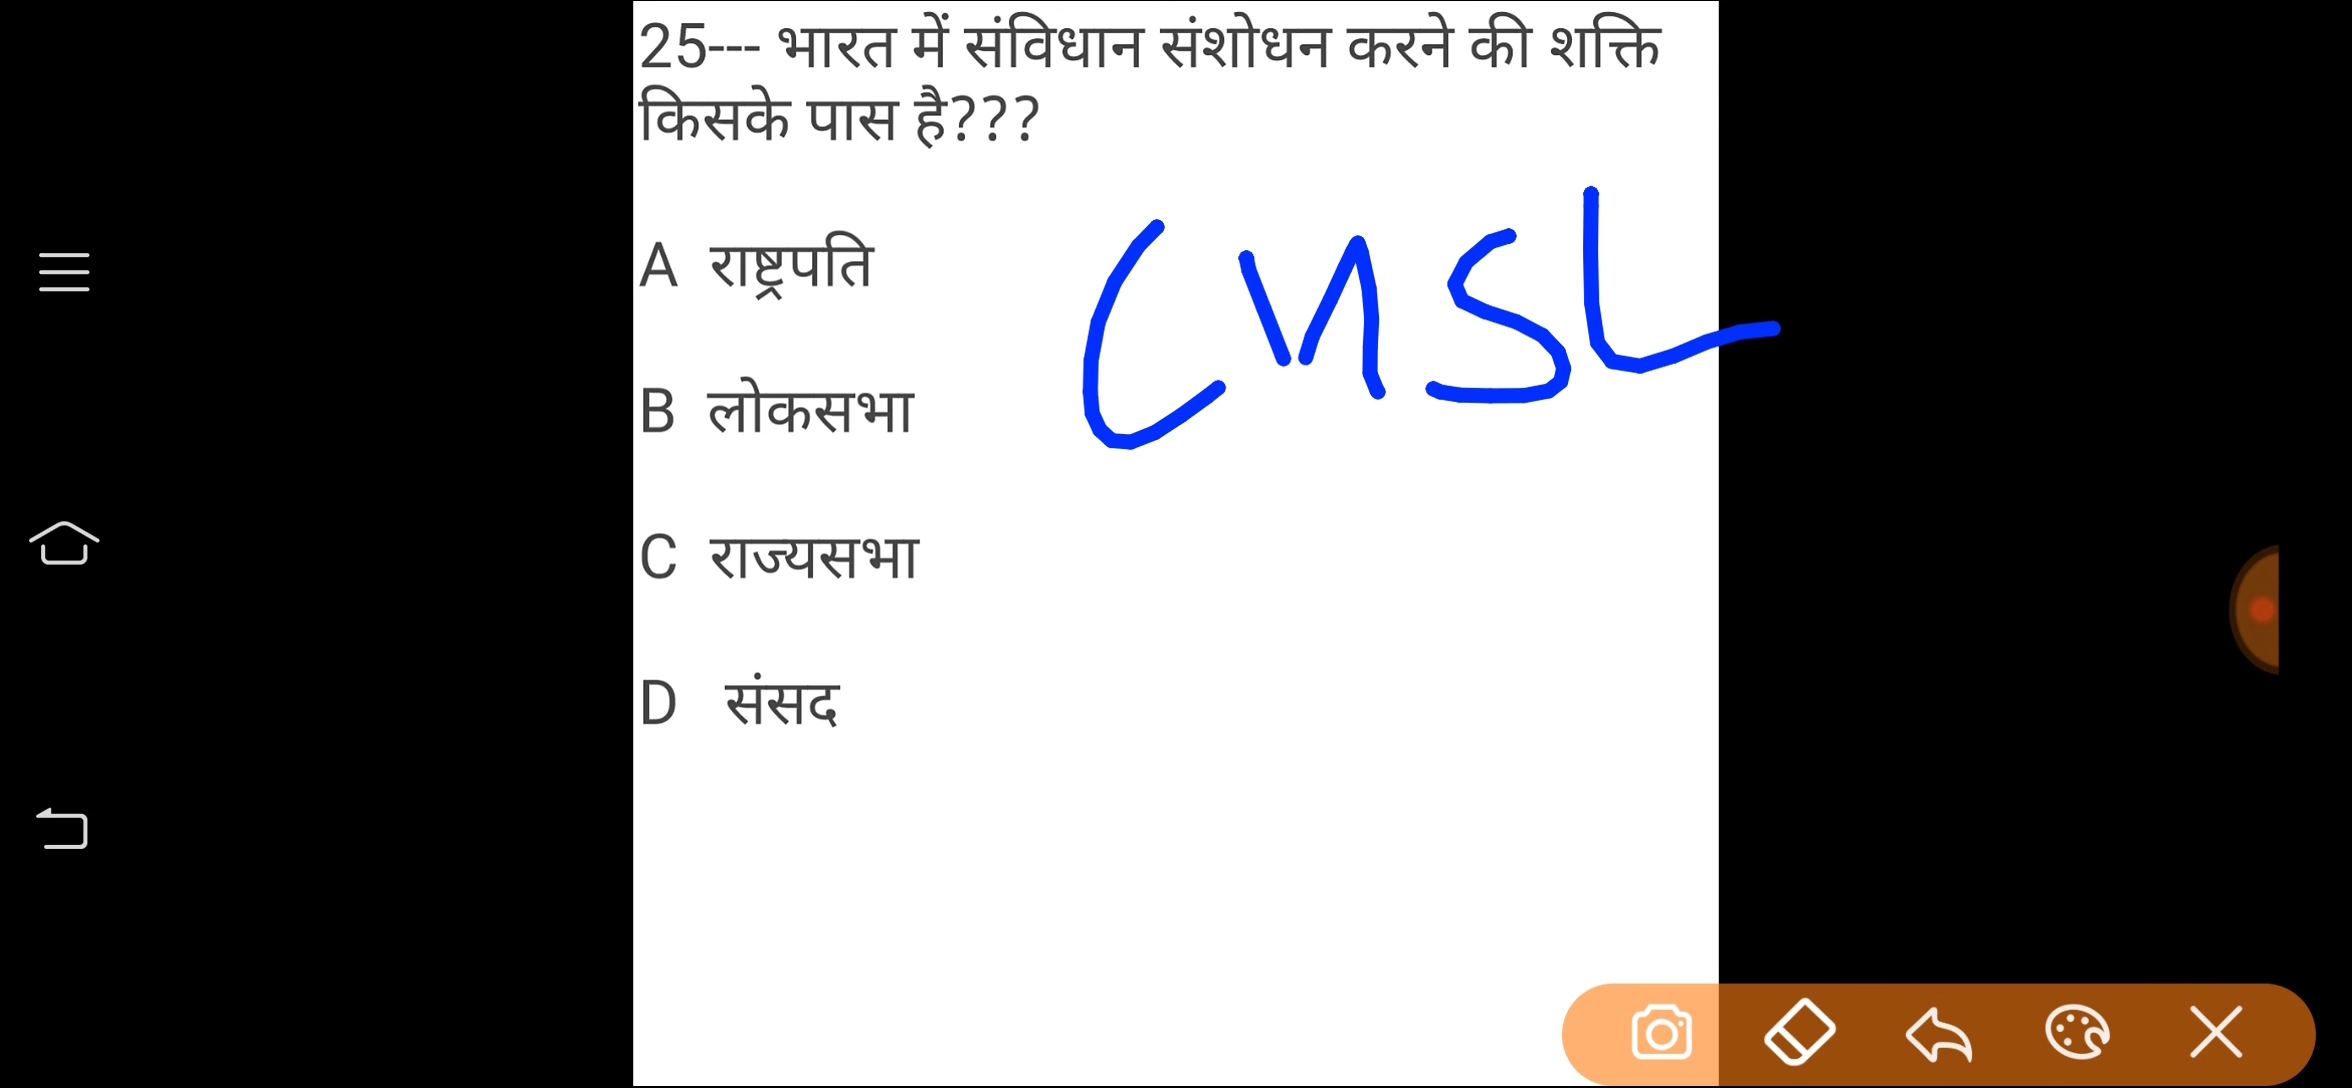 25--- भारत में संविधान संशोधन करने की शक्ति
किसके पास है???
A राष्ट्रपति
CMSL
B लोकसभा
C राज्यसभा
D संसद